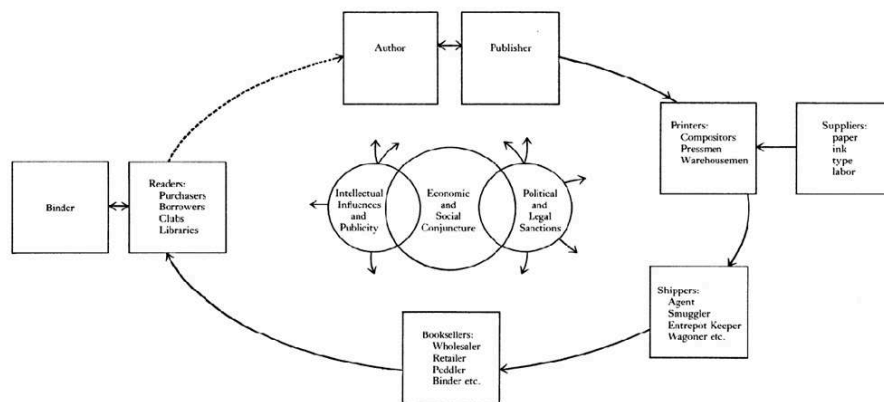 Author
Publisher
Printers:
Compositors
Pressmen
Warehousemen
Suppliers:
paper
ink
type
labor
Binder
Readers:
Purchasers
Borrowers
Clubs
Libraries
Intellectual
Influences
and
Publicity
Economic
and
Social
Conjuncture
Political
and
Legal
Sanctions
Shippers:
Agent
Smuggler
Entrepot Keeper
Wagoner etc.
Booksellers:
Wholesaler
Retailer
Peddler
Binder etc.